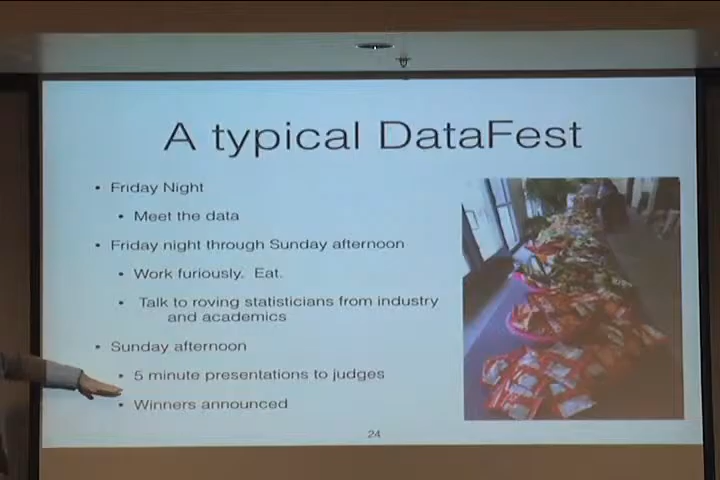 A typical DataFest
• Friday Night
• Meet the data
• Friday night through Sunday afternoon
• Work furiously. Eat.
• Talk to roving statisticians from industry
and academics
• Sunday afternoon
• 5 minute presentations to judges
• Winners announced
24